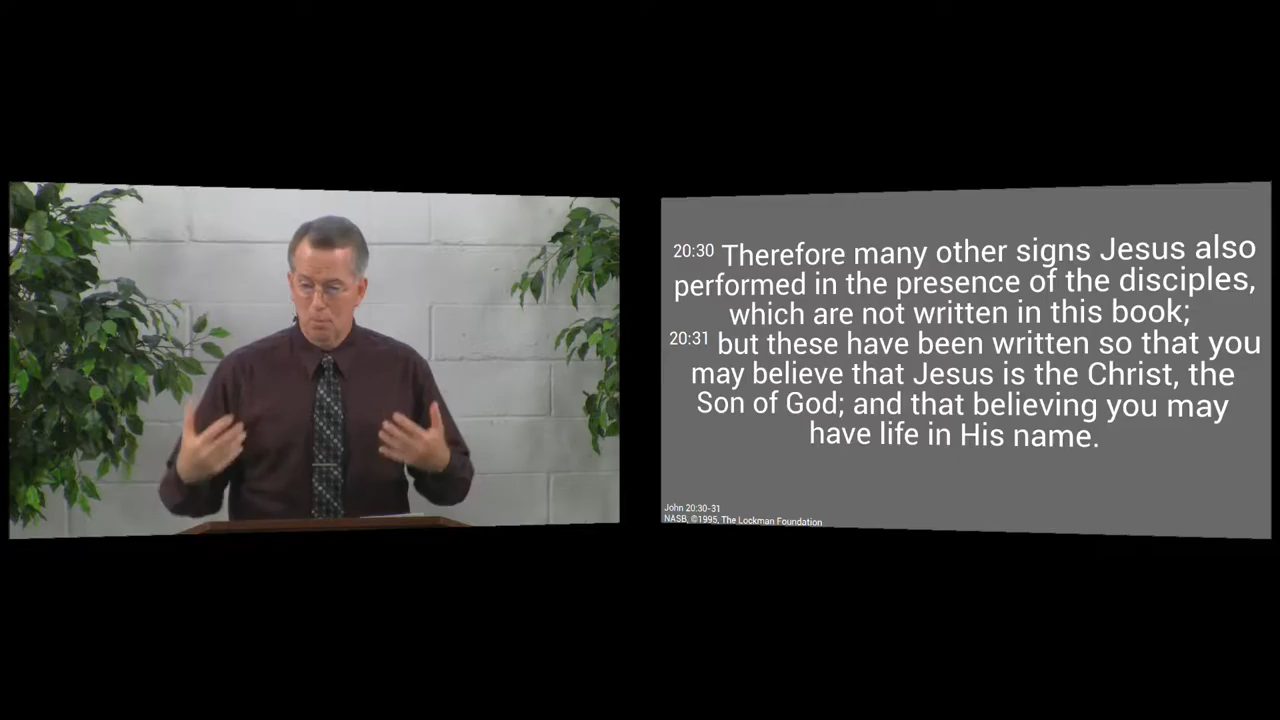 20:30 Therefore many other signs Jesus also
performed in the presence of the disciples,
which are not written in this book;
20:31 but these have been written so that you
may believe that Jesus is the Christ, the
Son of God; and that believing you may
have life in His name.
John 20:30-31
NASB, ©1995, The Lockman Foundation